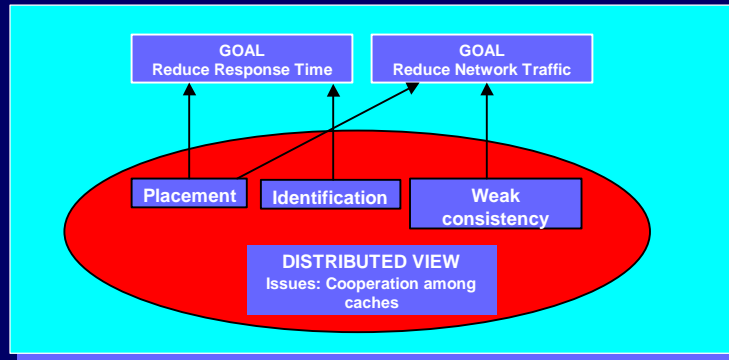 GOAL
Reduce Response Time
GOAL
Reduce Network Traffic
Placement
Identification
Weak
consistency
DISTRIBUTED VIEW
Issues: Cooperation among
caches